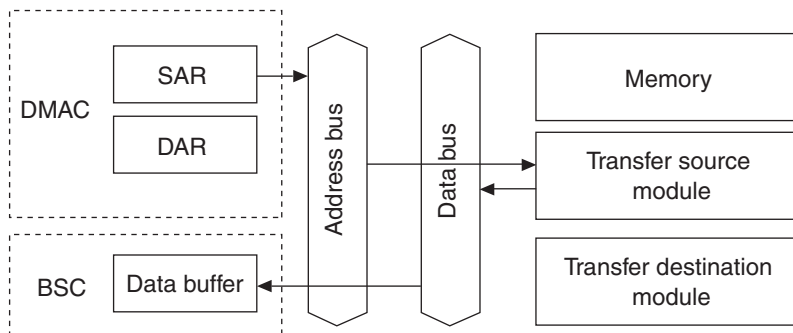 DMAC
SAR
DAR
BSC
Data buffer
Address bus
Data bus
Memory
Transfer source
module
Transfer destination
module